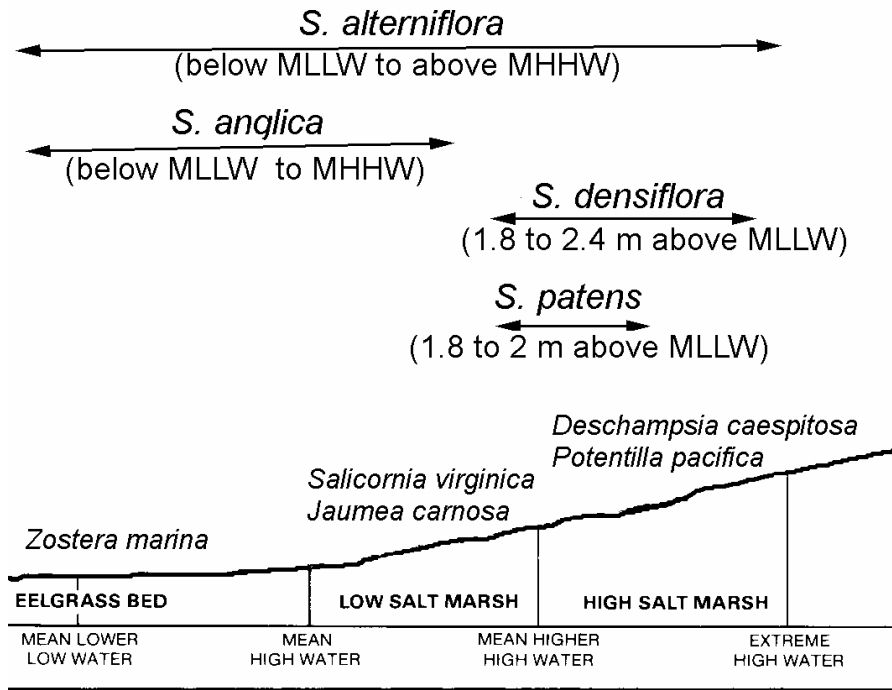 S. alterniflora
(below MLLW to above MHHW)
S. anglica
(below MLLW to MHHW)
S. densiflora
(1.8 to 2.4 m above MLLW)
S. patens
(1.8 to 2 m above MLLW)
Deschampsia caespitosa
Potentilla pacifica
Salicornia virginica
Jaumea carnosa
Zostera marina
EELGRASS BED
LOW SALT MARSH
HIGH SALT MARSH
MEAN LOWER
LOW WATER
MEAN
HIGH WATER
MEAN HIGHER
HIGH WATER
EXTREME
HIGH WATER